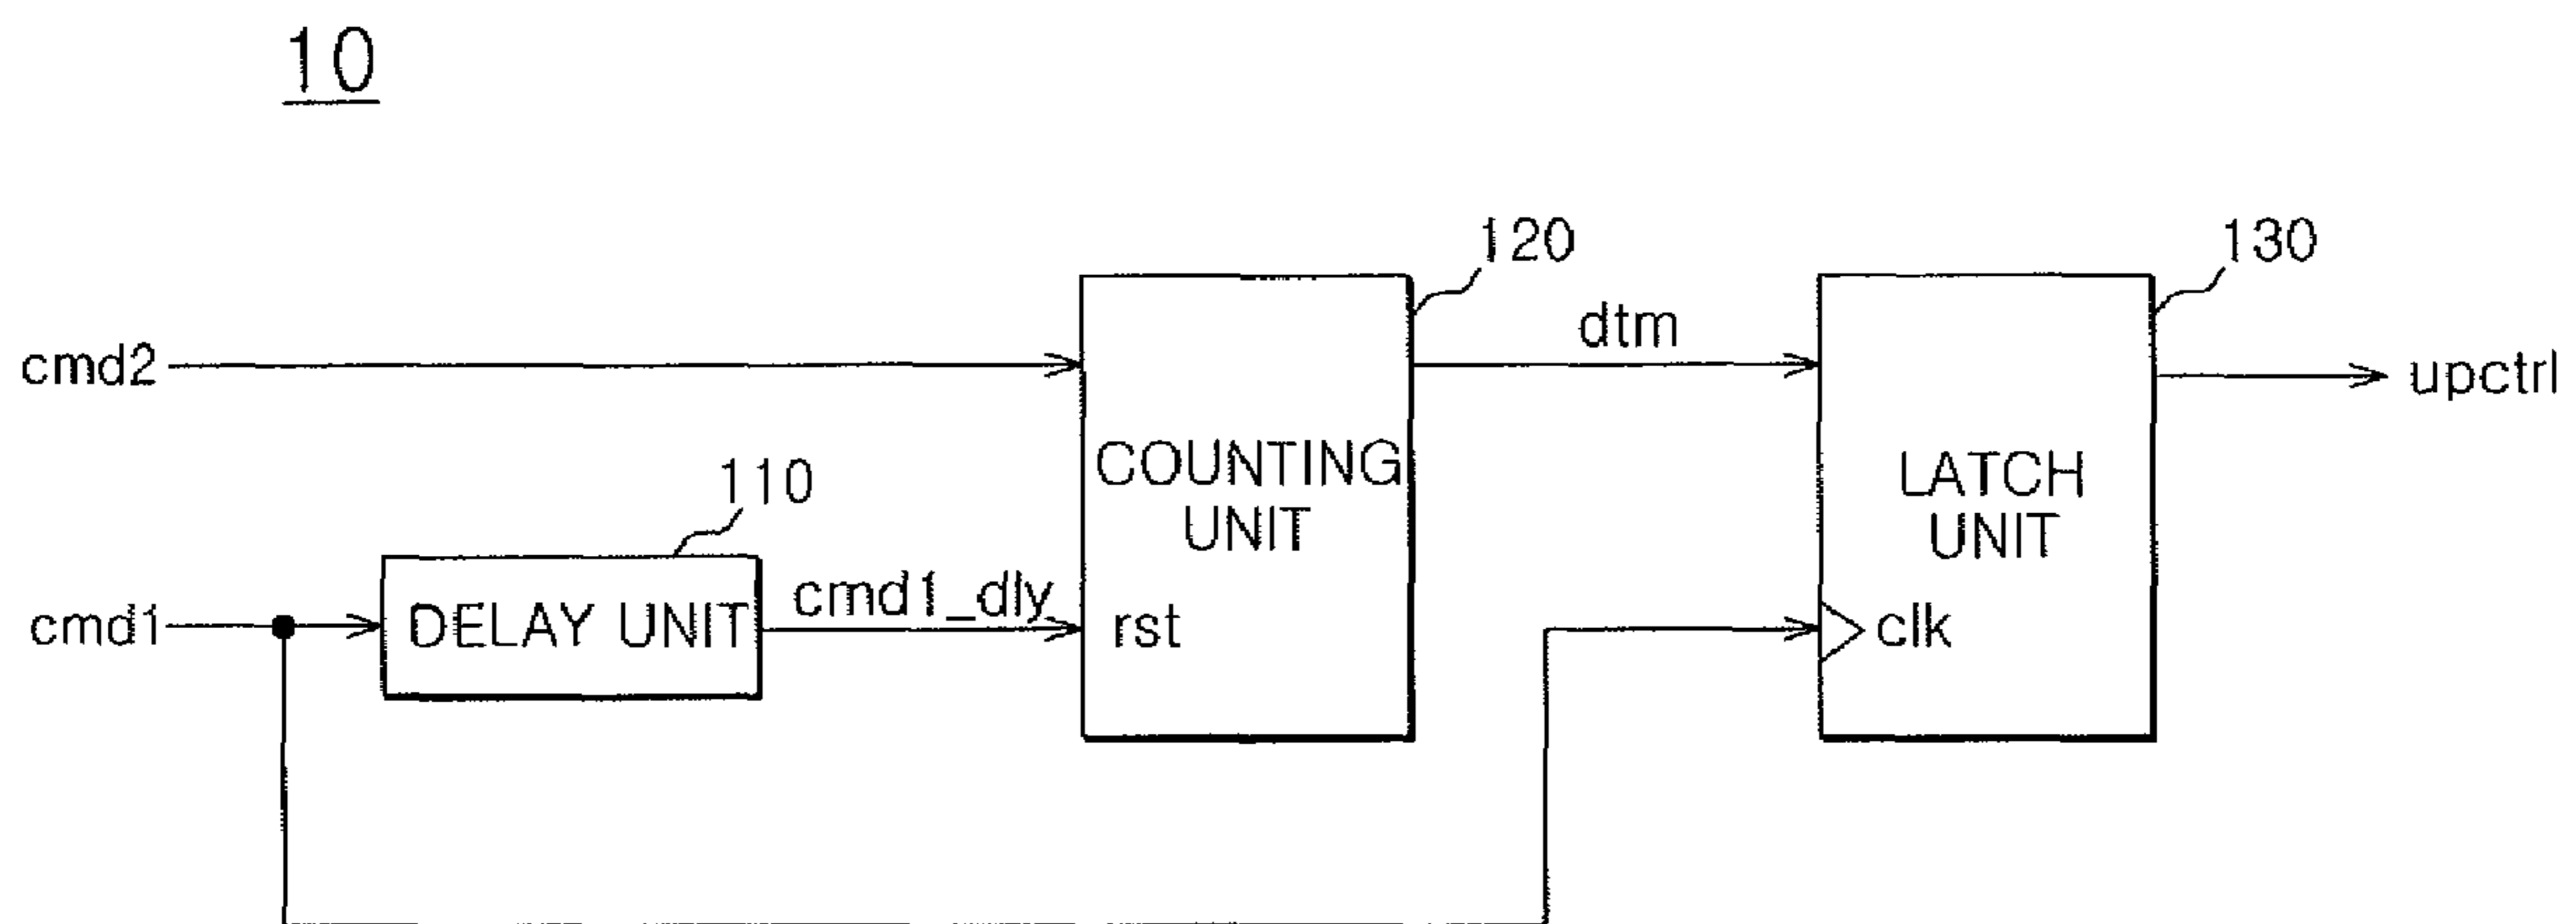 10
120
130
cmd2
dtm
upctrl
COUNTING
UNIT
LATCH
UNIT
110
cmd1
DELAY UNIT
cmd1_dly
rst
clk